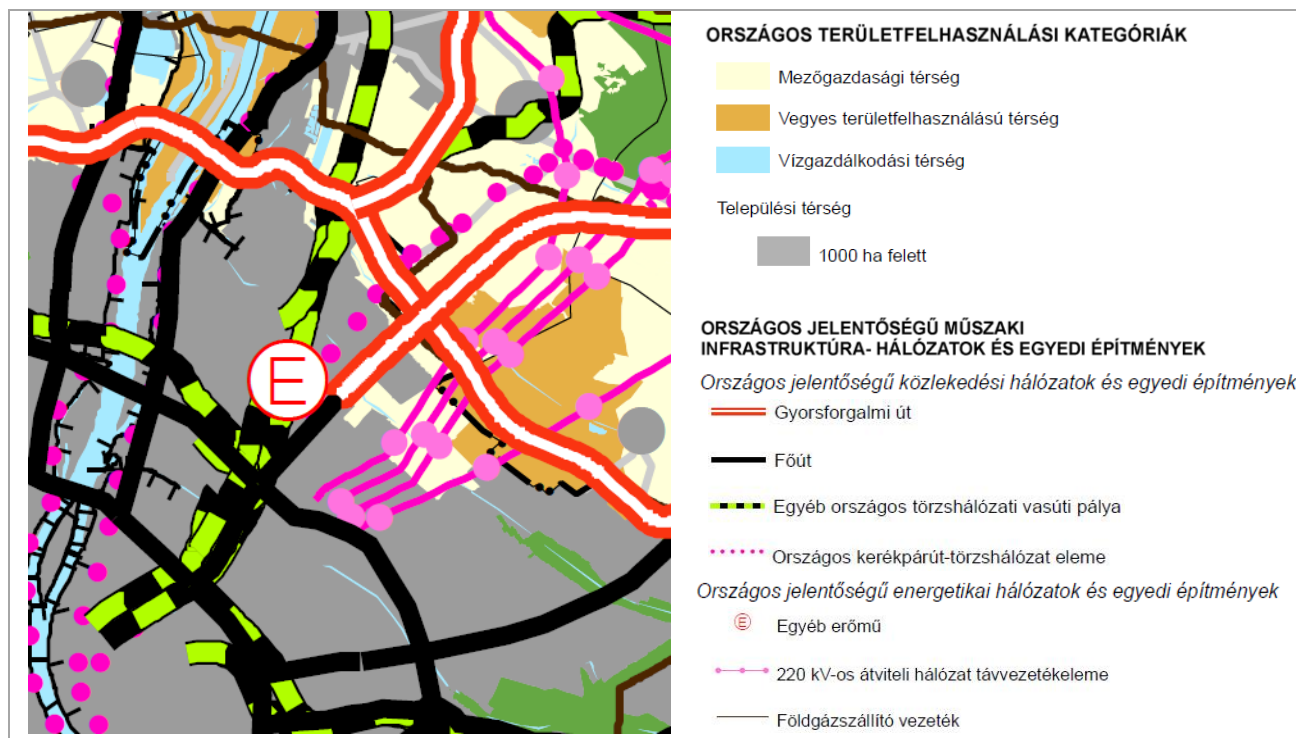 ORSZÁGOS TERÜLETFELHASZNÁLÁSI KATEGÓRIÁK
Mezőgazdasági térség
Vegyes területfelhasználású térség
Vízgazdálkodási térség
Települési térség
1000 ha felett
ORSZÁGOS JELENTŐSÉGŰ MŰSZAKI
INFRASTRUKTÚRA- HÁLÓZATOK ÉS EGYEDI ÉPÍTMÉNYEK
Országos jelentőségű közlekedési hálózatok és egyedi építmények
Gyorsforgalmi út
Főút
Egyéb országos törzshálózati vasúti pálya
Országos kerékpárút-törzshálózat eleme
Országos jelentőségű energetikai hálózatok és egyedi építmények
E Egyéb erőmű
220 kV-os átviteli hálózat távvezetékeleme
Földgázszállító vezeték
E